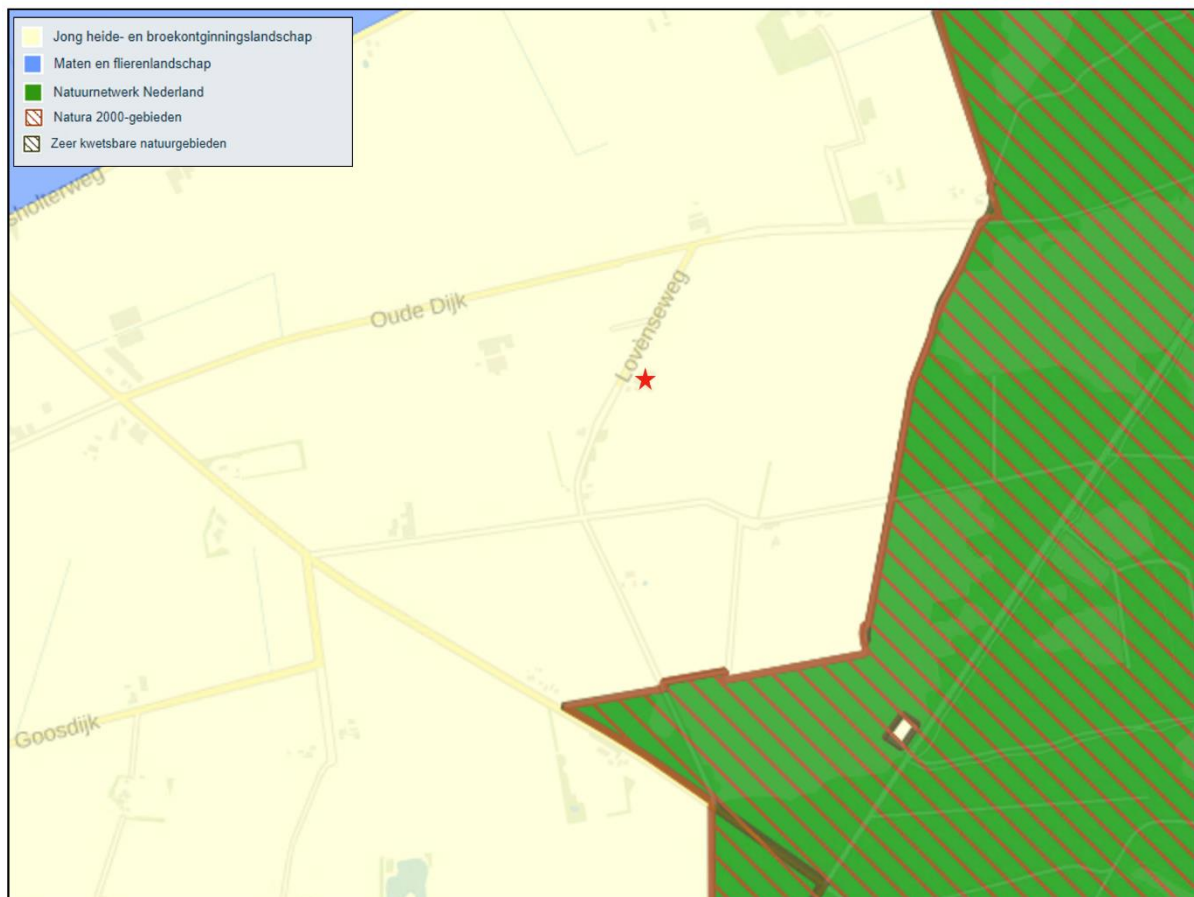 Jong heide- en broekontginningslandschap
Maten en flierenlandschap
Natuurnetwerk Nederland
Natura 2000-gebieden
Zeer kwetsbare natuurgebieden
sholterweg
Oude Dijk
Lovenseweg
Goosdijk